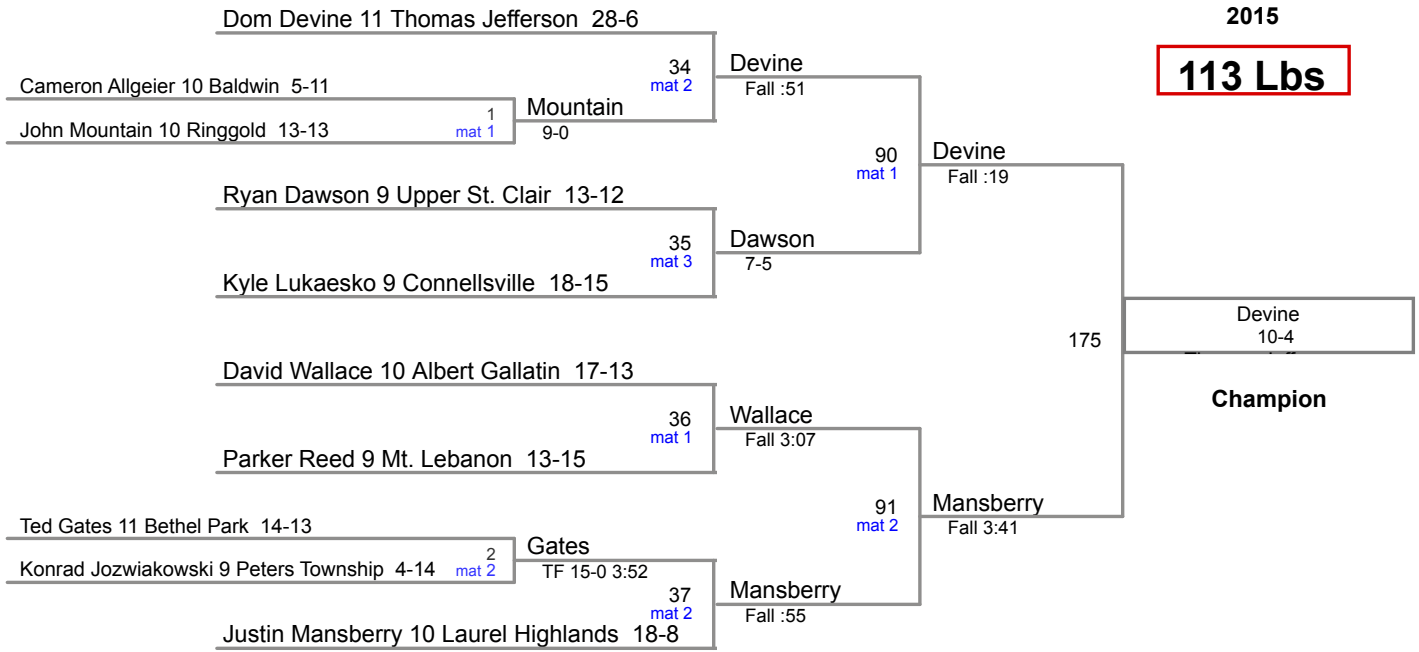 Dom Devine 11 Thomas Jefferson 28-6
2015
113 Lbs
34
mat 2
Devine
Fall :51
Cameron Allgeier 10 Baldwin 5-11
1
mat 1
Mountain
9-0
John Mountain 10 Ringgold 13-13
90
mat 1
Devine
Fall :19
Ryan Dawson 9 Upper St. Clair 13-12
35
mat 3
Dawson
7-5
Kyle Lukaesko 9 Connellsville 18-15
175
Devine
10-4
Champion
David Wallace 10 Albert Gallatin 17-13
36
mat 1
Wallace
Fall 3:07
Parker Reed 9 Mt. Lebanon 13-15
91
mat 2
Mansberry
Fall 3:41
Ted Gates 11 Bethel Park 14-13
2
mat 2
Gates
TF 15-0 3:52
Konrad Jozwiakowski 9 Peters Township 4-14
37
mat 2
Mansberry
Fall :55
Justin Mansberry 10 Laurel Highlands 18-8